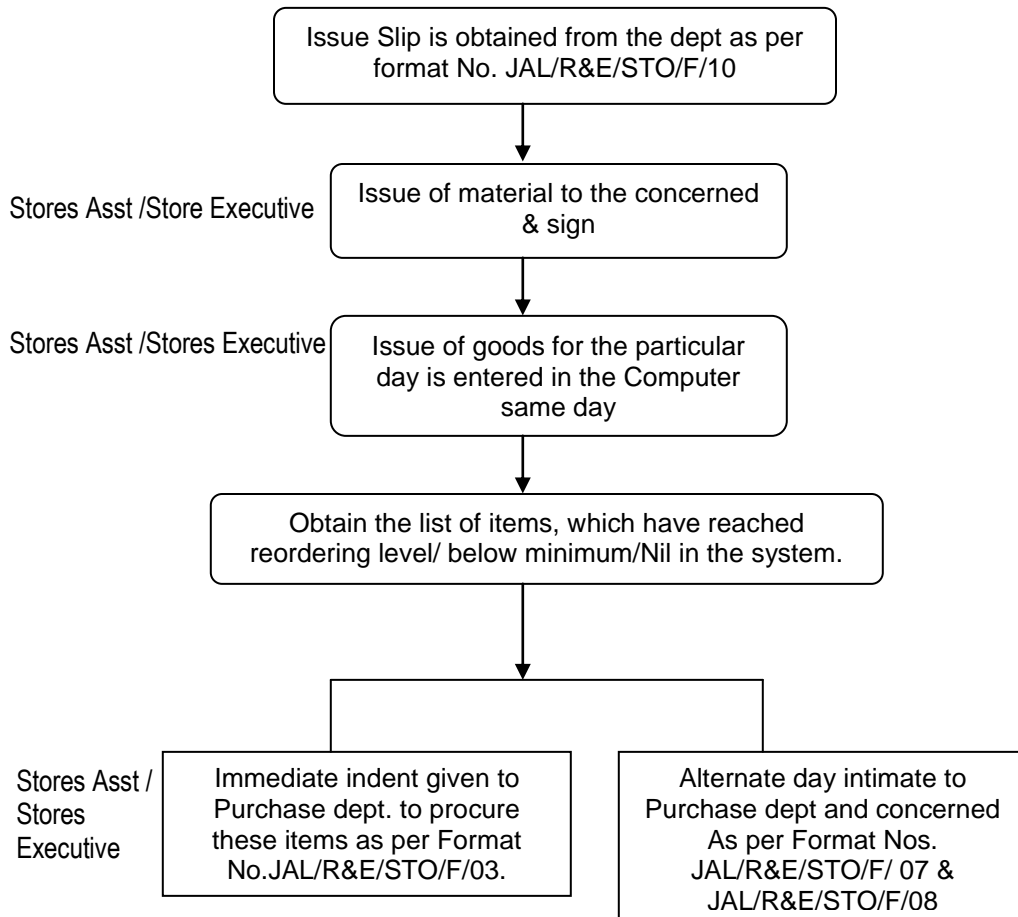 Issue Slip is obtained from the dept as per
format No. JAL/R&E/STO/F/10
Stores Asst /Store Executive
Issue of material to the concerned
& sign
Stores Asst /Stores Executive
Issue of goods for the particular
day is entered in the Computer
same day
Obtain the list of items, which have reached
reordering level/ below minimum/Nil in the system.
Stores Asst /
Stores
Executive
Immediate indent given to
Purchase dept. to procure
these items as per Format
No.JAL/R&E/STO/F/03.
Alternate day intimate to
Purchase dept and concerned
As per Format Nos.
JAL/R&E/STO/F/ 07 &
JAL/R&E/STO/F/08